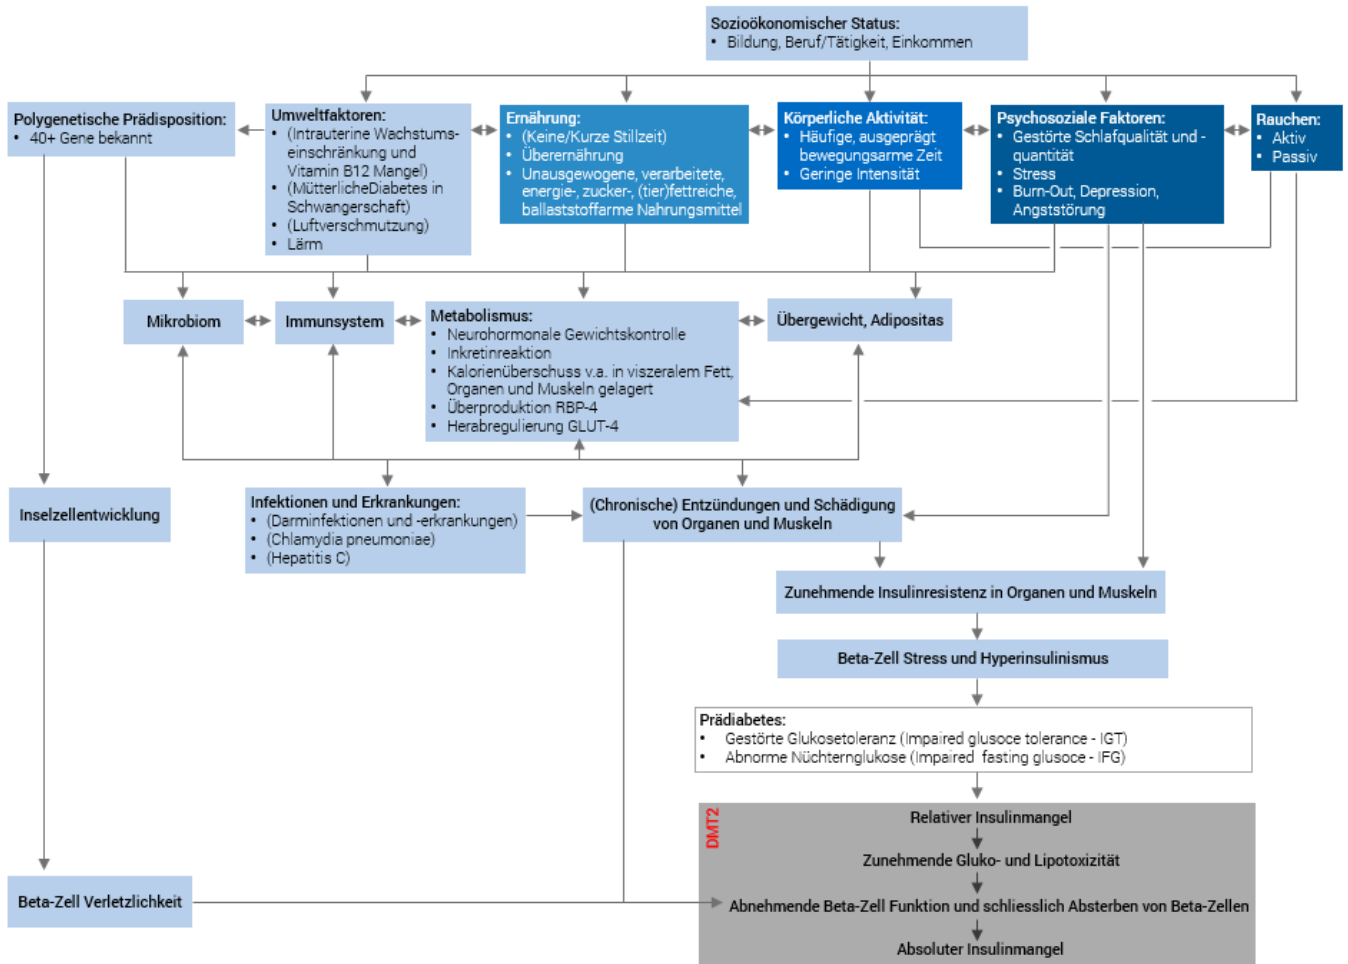 Sozioökonomischer Status:
• Bildung, Beruf/Tätigkeit, Einkommen
Polygenetische Prädisposition:
• 40+ Gene bekannt
Umweltfaktoren:
• (Intrauterine Wachstums-
einschränkung und
Vitamin B12 Mangel)
• (MütterlicheDiabetes in
Schwangerschaft)
• (Luftverschmutzung)
• Lärm
Ernährung:
• (Keine/Kurze Stillzeit)
• Überernährung
• Unausgewogene, verarbeitete,
energie-, zucker-, (tier)fettreiche,
ballaststoffarme Nahrungsmittel
Körperliche Aktivität:
• Häufige, ausgeprägt
bewegungsarme Zeit
• Geringe Intensität
Psychosoziale Faktoren:
• Gestörte Schlafqualität und -
quantität
• Stress
• Burn-Out, Depression,
Angststörung
Rauchen:
• Aktiv
• Passiv
Mikrobiom
Immunsystem
Metabolismus:
• Neurohormonale Gewichtskontrolle
• Inkretinreaktion
• Kalorienüberschuss v.a. in viszeralem Fett,
Organen und Muskeln gelagert
• Überproduktion RBP-4
• Herabregulierung GLUT-4
Übergewicht, Adipositas
Inselzellentwicklung
Infektionen und Erkrankungen:
• (Darminfektionen und -erkrankungen)
• (Chlamydia pneumoniae)
• (Hepatitis C)
(Chronische) Entzündungen und Schädigung
von Organen und Muskeln
Zunehmende Insulinresistenz in Organen und Muskeln
Beta-Zell Stress und Hyperinsulinismus
Prädiabetes:
• Gestörte Glukosetoleranz (Impaired glusoce tolerance - IGT)
• Abnorme Nüchternglukose (Impaired fasting glusoce - IFG)
DMT2
Relativer Insulinmangel
Zunehmende Gluko- und Lipotoxizität
Beta-Zell Verletzlichkeit
Abnehmende Beta-Zell Funktion und schliesslich Absterben von Beta-Zellen
Absoluter Insulinmangel